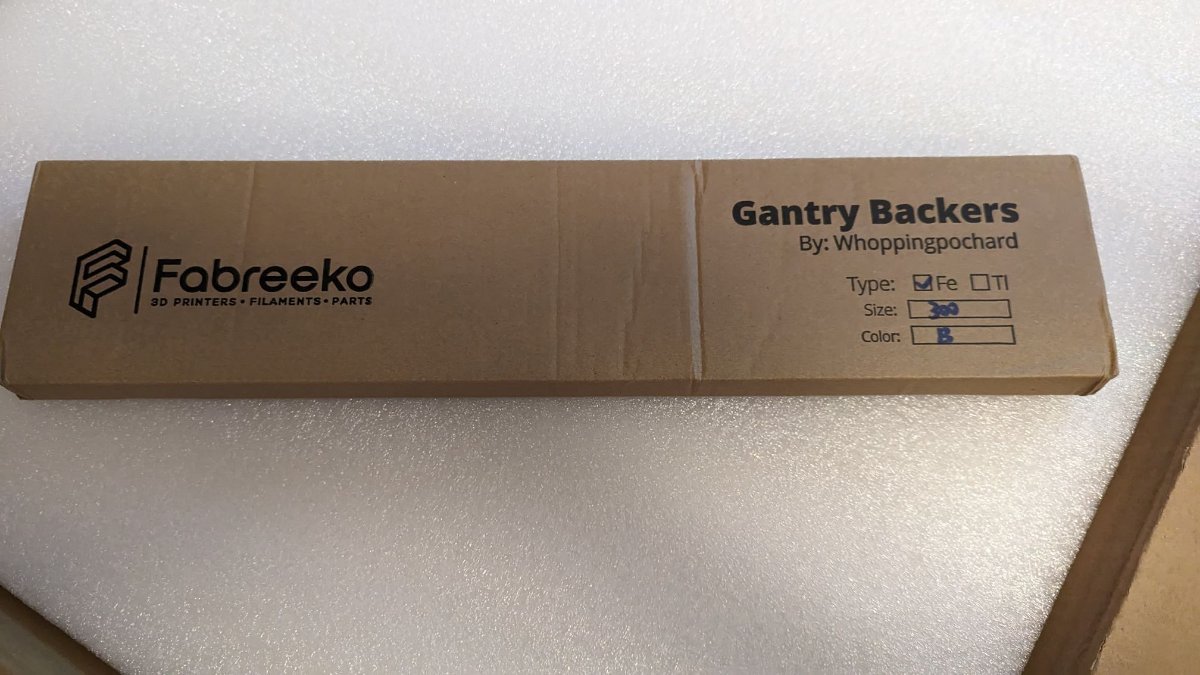 Fabreeko
3D PRINTERS • FILAMENTS • PARTS
Gantry Backers
By: Whoppingpochard
Type: ☑Fe ☐TI
Size: 300
Color: B